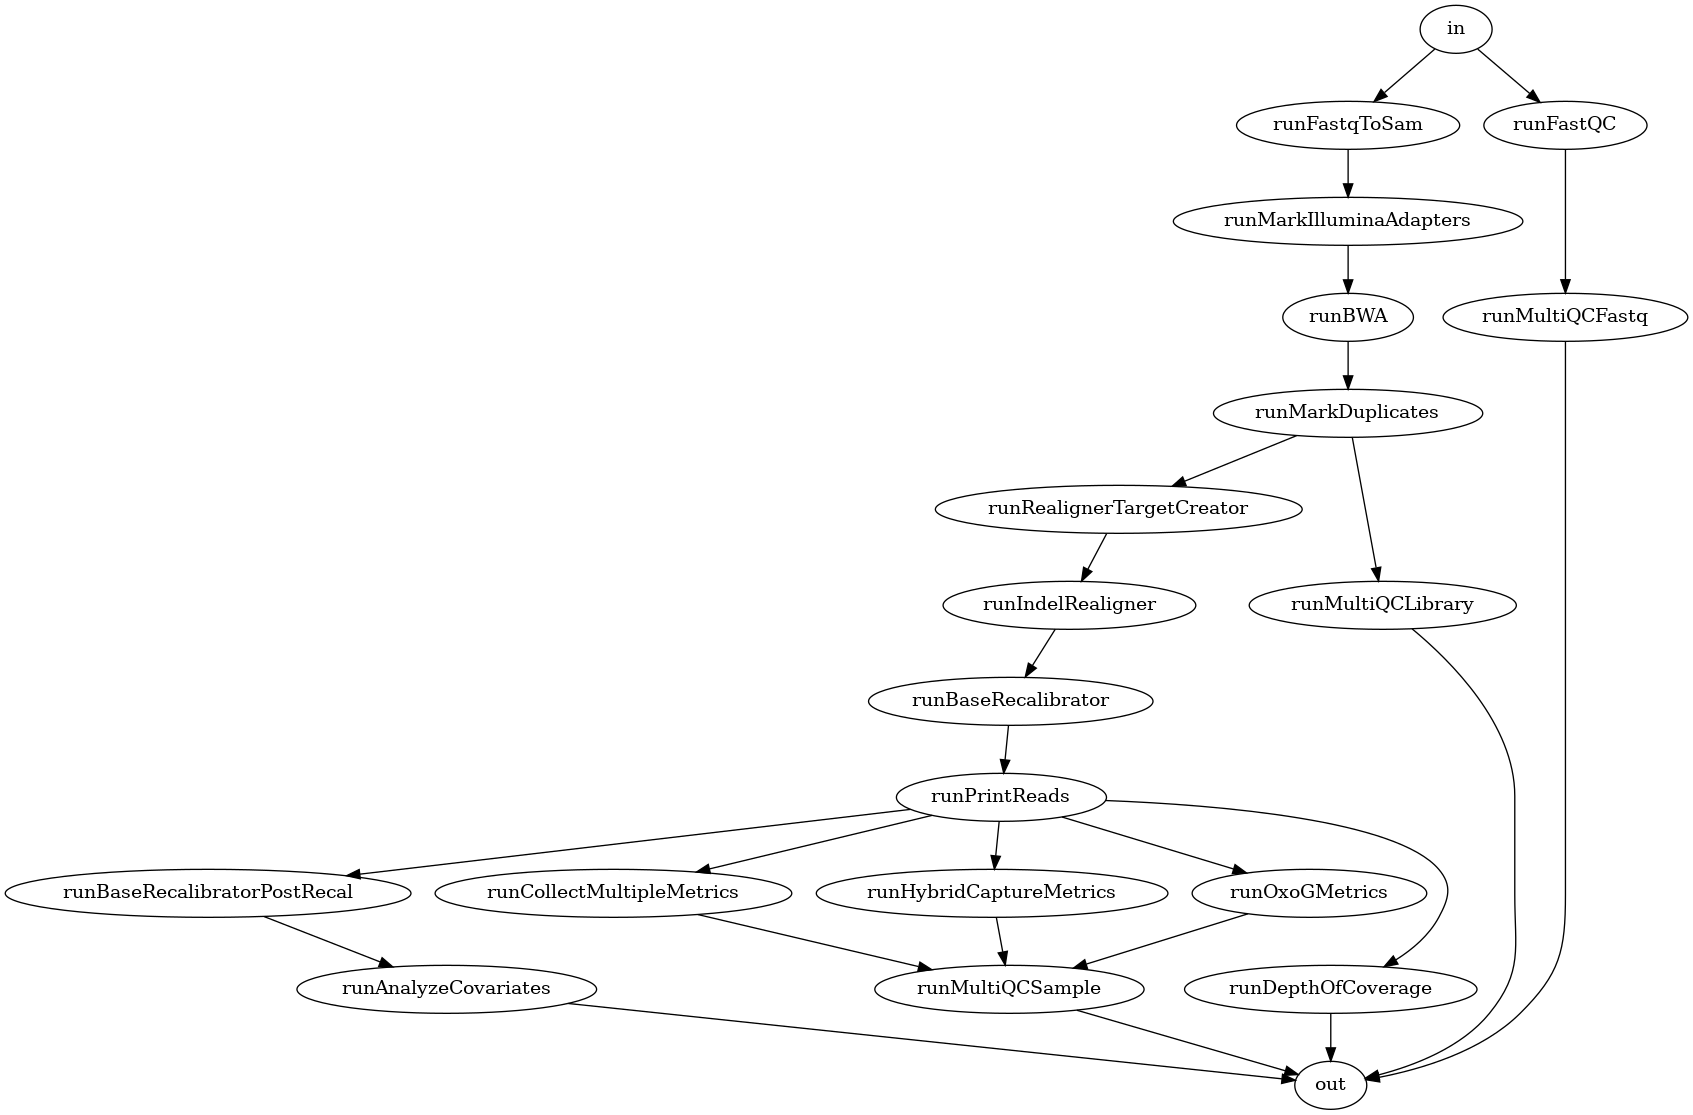 in
runFastqToSam
runFastQC
runMarkIlluminaAdapters
runBWA
runMultiQCFastq
runMarkDuplicates
runRealignerTargetCreator
runIndelRealigner
runMultiQCLibrary
runBaseRecalibrator
runPrintReads
runBaseRecalibratorPostRecal
runCollectMultipleMetrics
runHybridCaptureMetrics
runOxoGMetrics
runAnalyzeCovariates
runMultiQCSample
runDepthOfCoverage
out